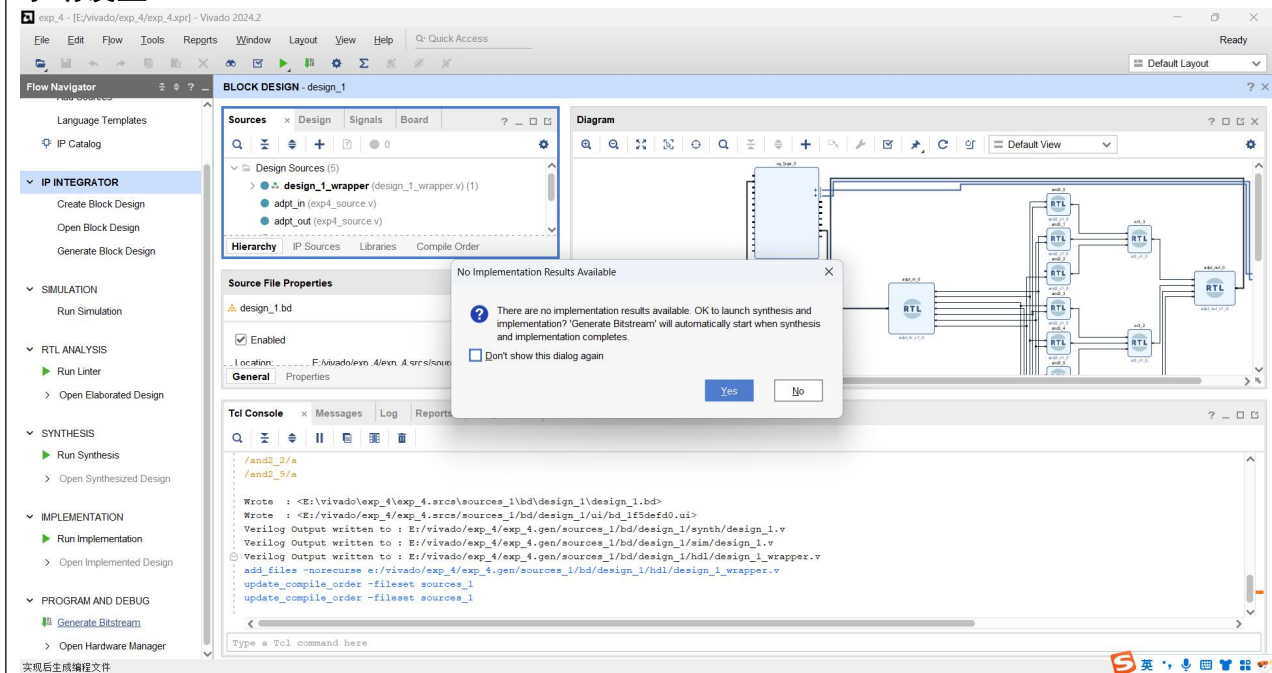 exp_4 - [E:/vivado/exp_4/exp_4.xpr] - Vivado 2024.2
File Edit Flow Tools Reports Window Layout View Help Quick Access
Ready
Default Layout
Flow Navigator
Language Templates
IP Catalog
IP INTEGRATOR
Create Block Design
Open Block Design
Generate Block Design
SIMULATION
Run Simulation
RTL ANALYSIS
Run Linter
Open Elaborated Design
SYNTHESIS
Run Synthesis
Open Synthesized Design
IMPLEMENTATION
Run Implementation
Open Implemented Design
PROGRAM AND DEBUG
Generate Bitstream
Open Hardware Manager
实现后生成编程文件
BLOCK DESIGN - design_1
Sources Design Signals Board
0
Design Sources (5)
design_1_wrapper (design_1_wrapper.v) (1)
adpt_in (exp4_source.v)
adpt_out (exp4_source.v)
Hierarchy IP Sources Libraries Compile Order
Source File Properties
design_1.bd
Enabled
General Properties
Diagram
Default View
RTL
RTL
RTL
RTL
RTL
RTL
RTL
RTL
RTL
No Implementation Results Available
There are no implementation results available. OK to launch synthesis and
implementation? 'Generate Bitstream' will automatically start when synthesis
and implementation completes.
Don't show this dialog again
Yes No
Tcl Console Messages Log Reports
/and2_2/a
/and2_9/a
Wrote : <E:\vivado\exp_4\exp_4.srcs\sources_1\bd\design_1\design_1.bd>
Wrote : <E:/vivado/exp_4/exp_4.srcs/sources_1/bd/design_1/ui/bd_1f5defd0.ui>
Verilog Output written to : E:/vivado/exp_4/exp_4.gen/sources_1/bd/design_1/synth/design_1.v
Verilog Output written to : E:/vivado/exp_4/exp_4.gen/sources_1/bd/design_1/sim/design_1.v
Verilog Output written to : E:/vivado/exp_4/exp_4.gen/sources_1/bd/design_1/hdl/design_1_wrapper.v
add_files -norecurse e:/vivado/exp_4/exp_4.gen/sources_1/bd/design_1/hdl/design_1_wrapper.v
update_compile_order -fileset sources_1
update_compile_order -fileset sources_1
Type a Tcl command here
英